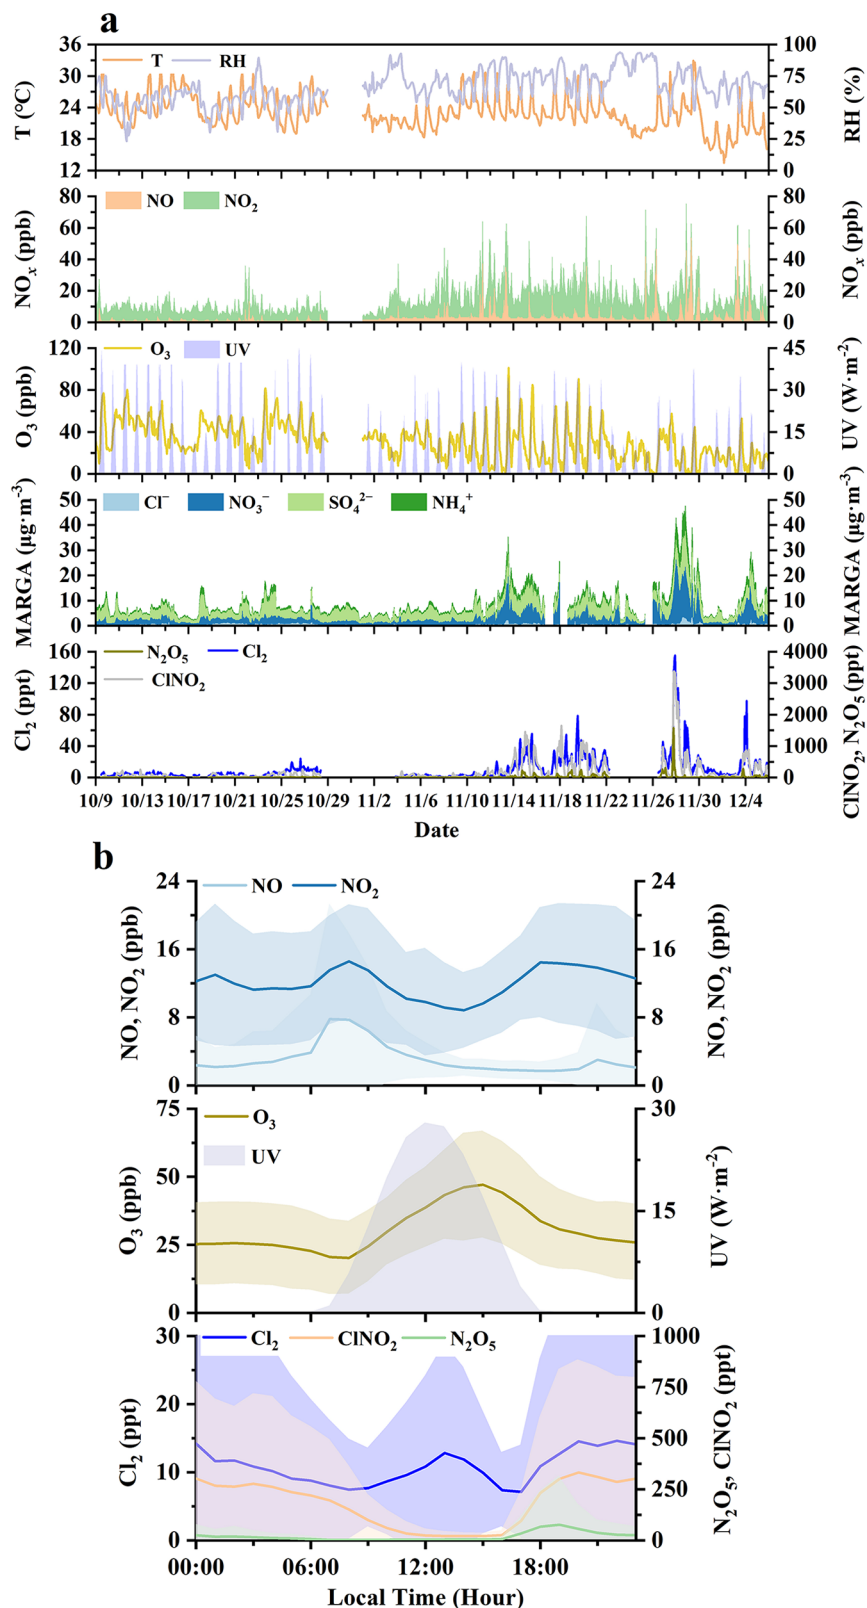 a
T RH
T (°C)
36
30
24
18
12
RH (%)
100
75
50
25
0
NO NO₂
NOₓ (ppb)
80
60
40
20
0
NOₓ (ppb)
80
60
40
20
0
O₃ UV
O₃ (ppb)
120
80
40
0
UV (W·m⁻²)
45
30
15
0
Cl⁻ NO₃⁻ SO₄²⁻ NH₄⁺
MARGA (μg·m⁻³)
50
40
30
20
10
0
MARGA (μg·m⁻³)
50
40
30
20
10
0
N₂O₅ Cl₂
ClNO₂
Cl₂ (ppt)
160
120
80
40
0
ClNO₂, N₂O₅ (ppt)
4000
3000
2000
1000
0
10/9 10/13 10/17 10/21 10/25 10/29 11/2 11/6 11/10 11/14 11/18 11/22 11/26 11/30 12/4
Date
b
NO NO₂
NO, NO₂ (ppb)
24
16
8
0
NO, NO₂ (ppb)
24
16
8
0
O₃
UV
O₃ (ppb)
75
50
25
0
UV (W·m⁻²)
30
15
0
Cl₂ ClNO₂ N₂O₅
Cl₂ (ppt)
30
20
10
0
N₂O₅, ClNO₂ (ppt)
1000
750
500
250
0
00:00 06:00 12:00 18:00
Local Time (Hour)